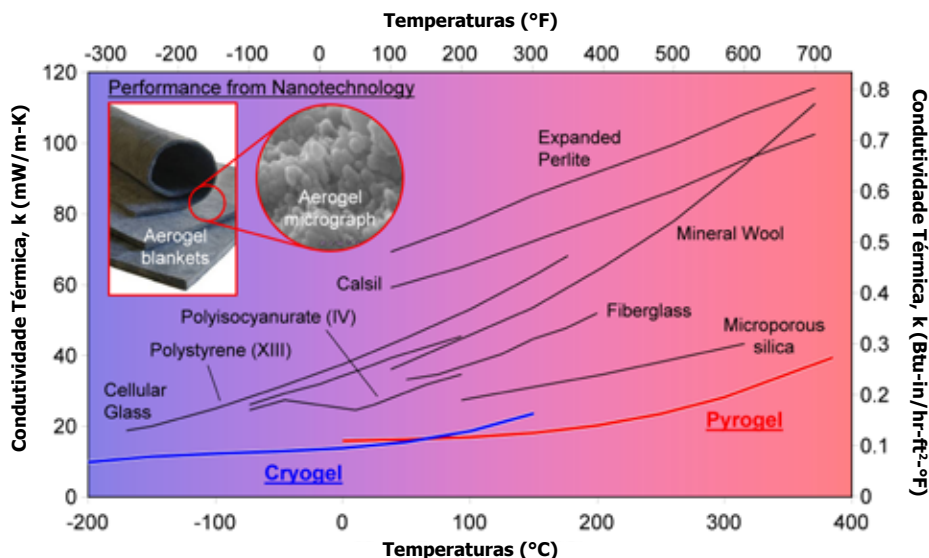 Temperaturas (°F)
-300 -200 -100 0 100 200 300 400 500 600 700
Condutividade Térmica, k (mW/m-K)
120
100
80
60
40
20
0
Performance from Nanotechnology
Aerogel
blankets
Aerogel
micrograph
Expanded
Perlite
Mineral Wool
Calsil
Polyisocyanurate (IV)
Polystyrene (XIII)
Cellular
Glass
Fiberglass
Microporous
silica
Pyrogel
Cryogel
0.8
0.7
0.6
0.5
0.4
0.3
0.2
0.1
0
Condutividade Térmica, k (Btu-in/hr-ft²-°F)
-200 -100 0 100 200 300 400
Temperaturas (°C)